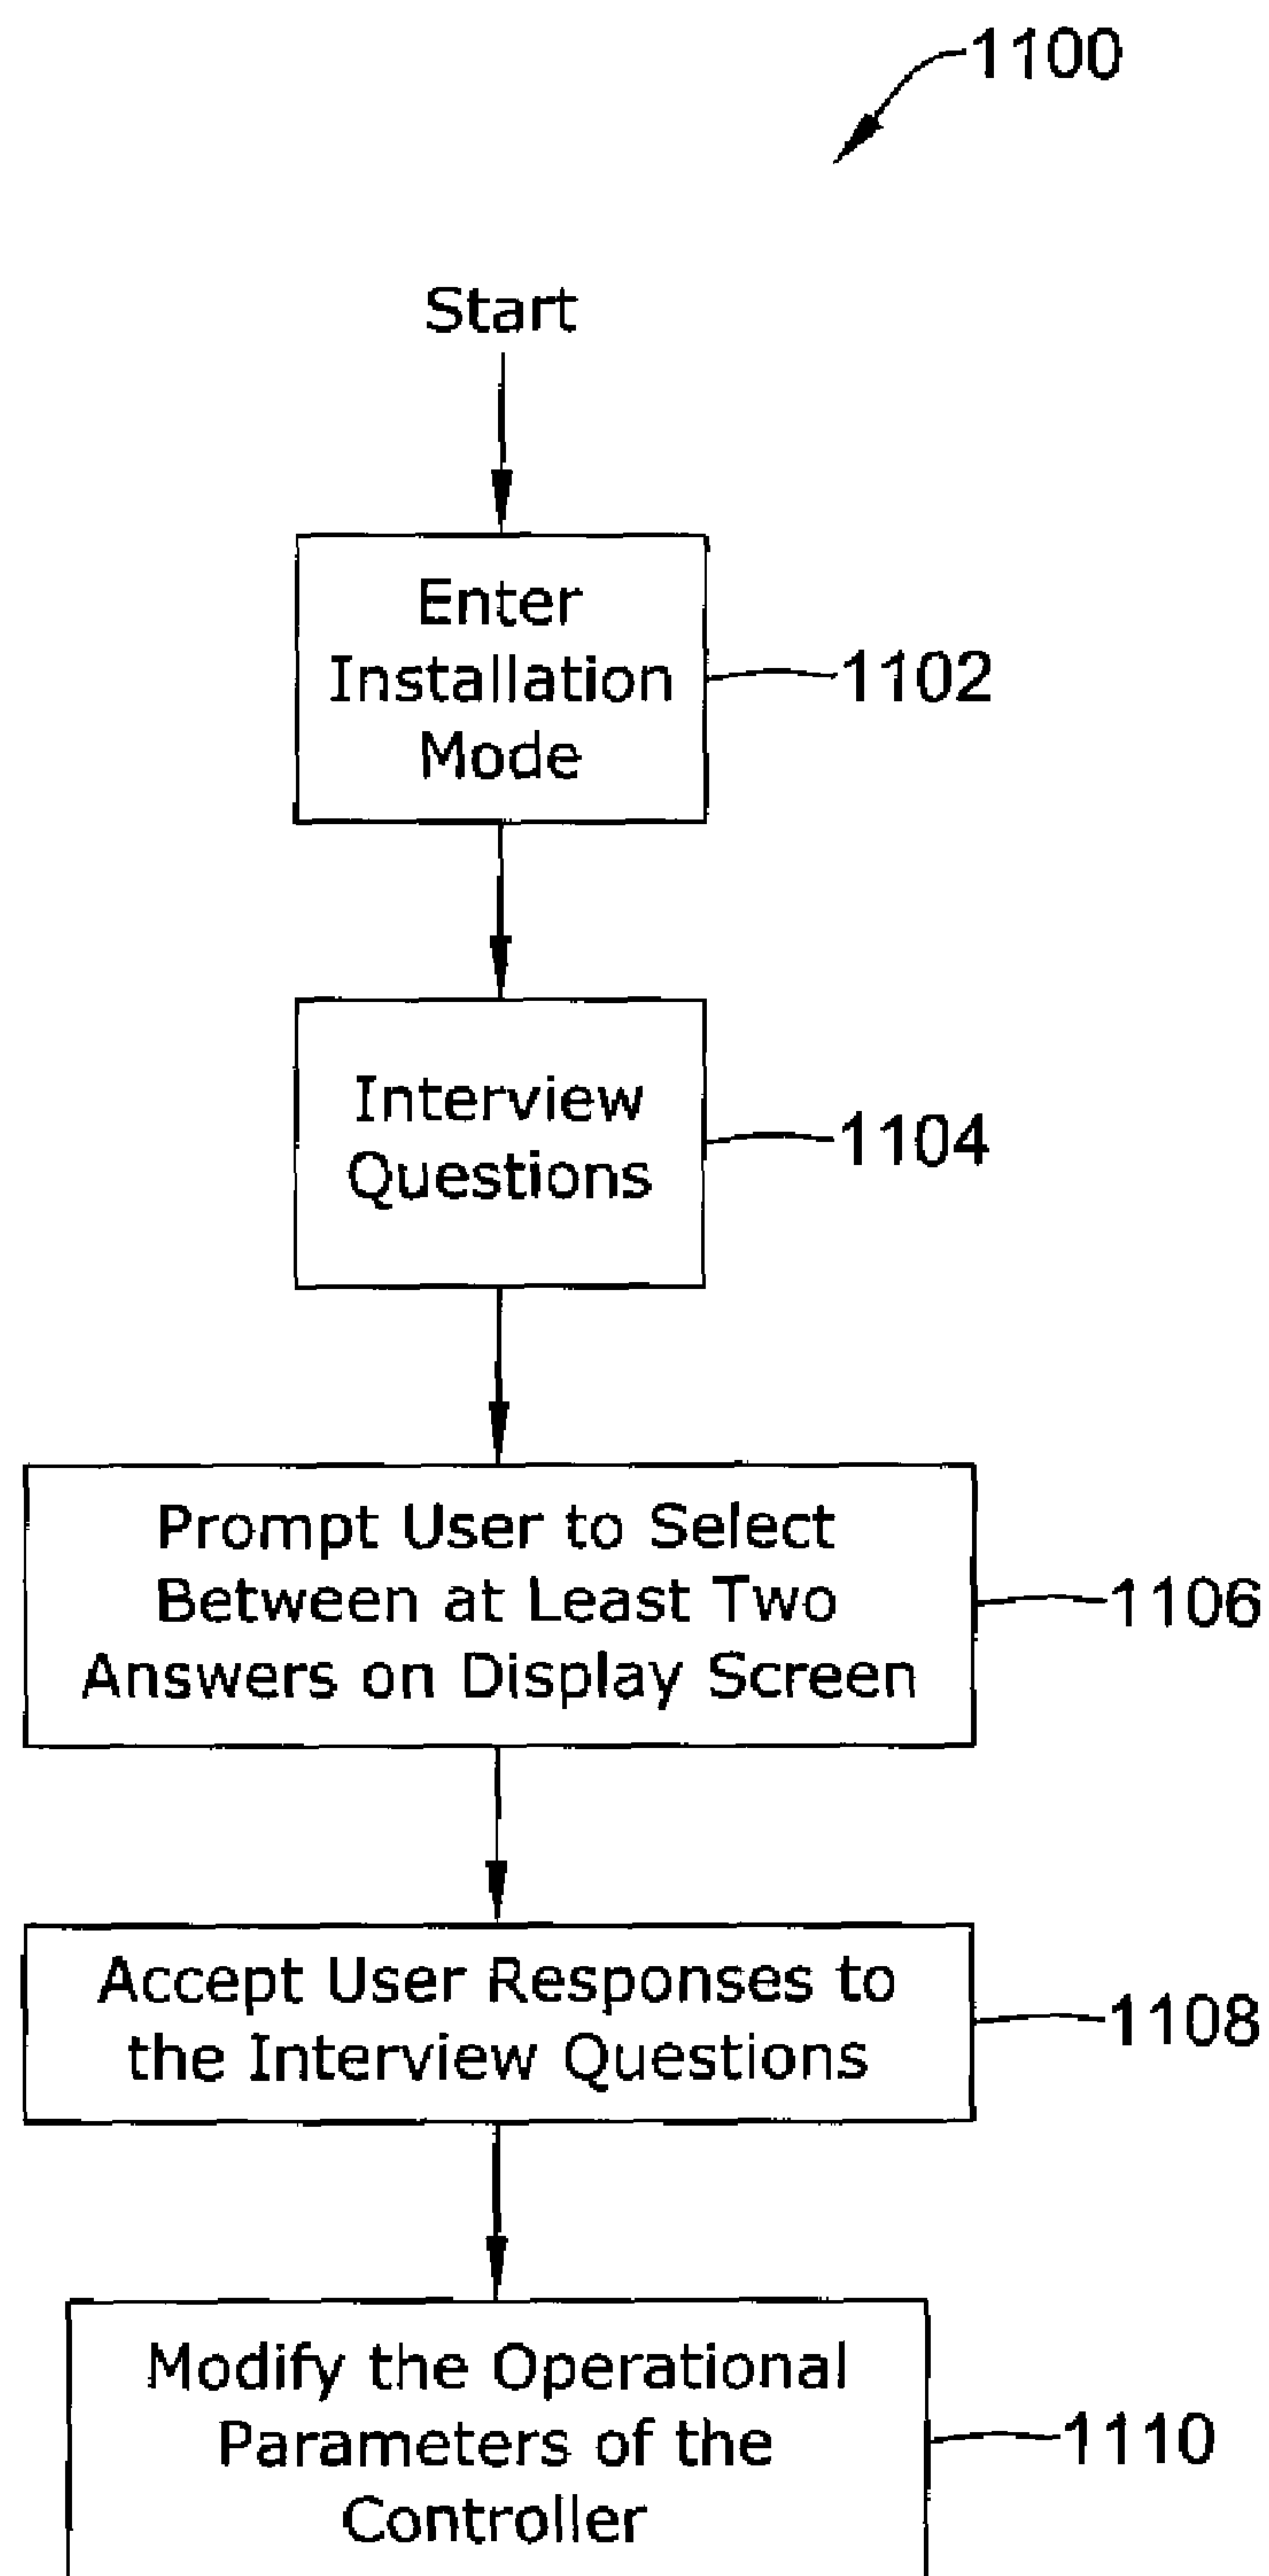 1100
Start
Enter
Installation
Mode
1102
Interview
Questions
1104
Prompt User to Select
Between at Least Two
Answers on Display Screen
1106
Accept User Responses to
the Interview Questions
1108
Modify the Operational
Parameters of the
Controller
1110